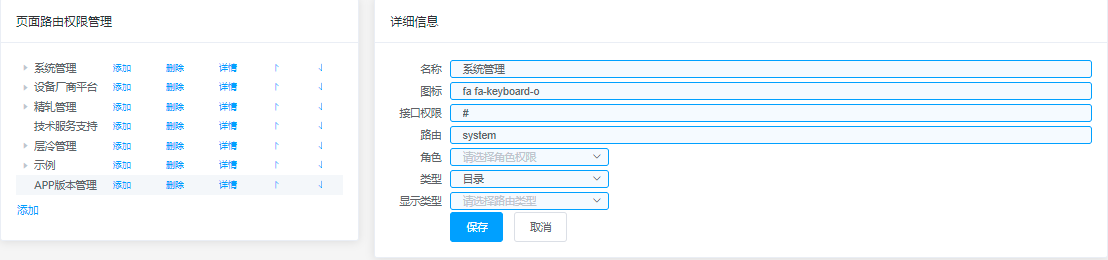 页面路由权限管理
系统管理 添加 删除 详情 ↑ ↓
设备厂商平台 添加 删除 详情 ↑ ↓
精轧管理 添加 删除 详情 ↑ ↓
技术服务支持 添加 删除 详情 ↑ ↓
层冷管理 添加 删除 详情 ↑ ↓
示例 添加 删除 详情 ↑ ↓
APP版本管理 添加 删除 详情 ↑ ↓
添加
详细信息
名称 系统管理
图标 fa fa-keyboard-o
接口权限 #
路由 system
角色 请选择角色权限
类型 目录
显示类型 请选择路由类型
保存 取消